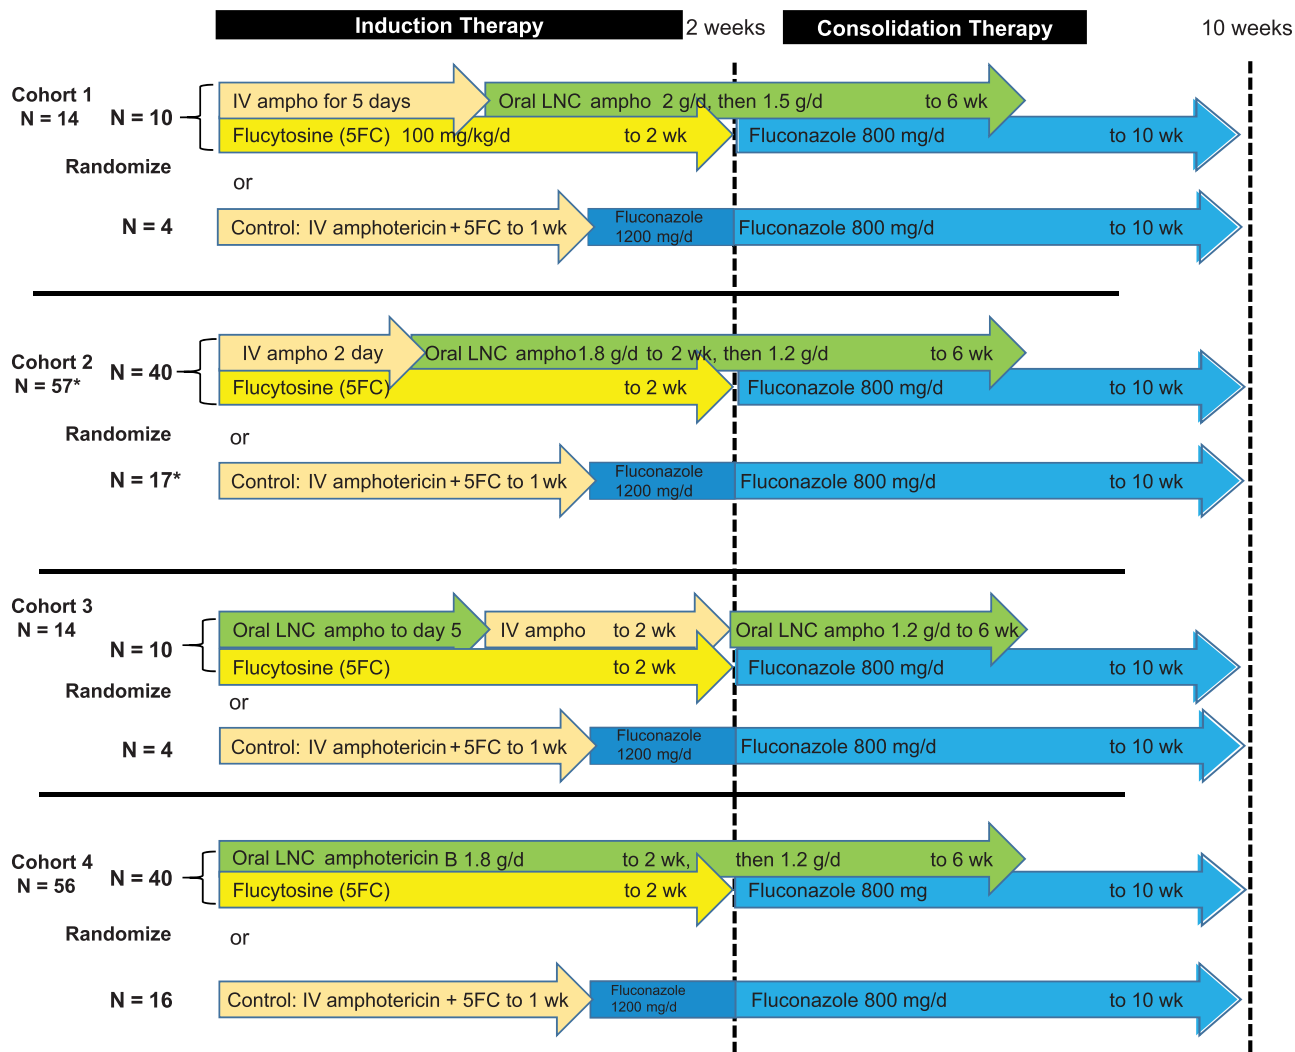 Induction Therapy 2 weeks Consolidation Therapy 10 weeks
Cohort 1
N = 14
N = 10
IV ampho for 5 days Oral LNC ampho 2 g/d, then 1.5 g/d to 6 wk
Flucytosine (5FC) 100 mg/kg/d to 2 wk Fluconazole 800 mg/d to 10 wk
Randomize
or
N = 4
Control: IV amphotericin + 5FC to 1 wk
Fluconazole
1200 mg/d
Fluconazole 800 mg/d to 10 wk
Cohort 2
N = 57*
N = 40
IV ampho 2 day Oral LNC ampho 1.8 g/d to 2 wk, then 1.2 g/d to 6 wk
Flucytosine (5FC) to 2 wk Fluconazole 800 mg/d to 10 wk
Randomize
or
N = 17*
Control: IV amphotericin + 5FC to 1 wk
Fluconazole
1200 mg/d
Fluconazole 800 mg/d to 10 wk
Cohort 3
N = 14
N = 10
Oral LNC ampho to day 5 IV ampho to 2 wk Oral LNC ampho 1.2 g/d to 6 wk
Flucytosine (5FC) to 2 wk Fluconazole 800 mg/d to 10 wk
Randomize
or
N = 4
Control: IV amphotericin + 5FC to 1 wk
Fluconazole
1200 mg/d
Fluconazole 800 mg/d to 10 wk
Cohort 4
N = 56
N = 40
Oral LNC amphotericin B 1.8 g/d to 2 wk, then 1.2 g/d to 6 wk
Flucytosine (5FC) to 2 wk Fluconazole 800 mg to 10 wk
Randomize
or
N = 16
Control: IV amphotericin + 5FC to 1 wk
Fluconazole
1200 mg/d
Fluconazole 800 mg/d to 10 wk